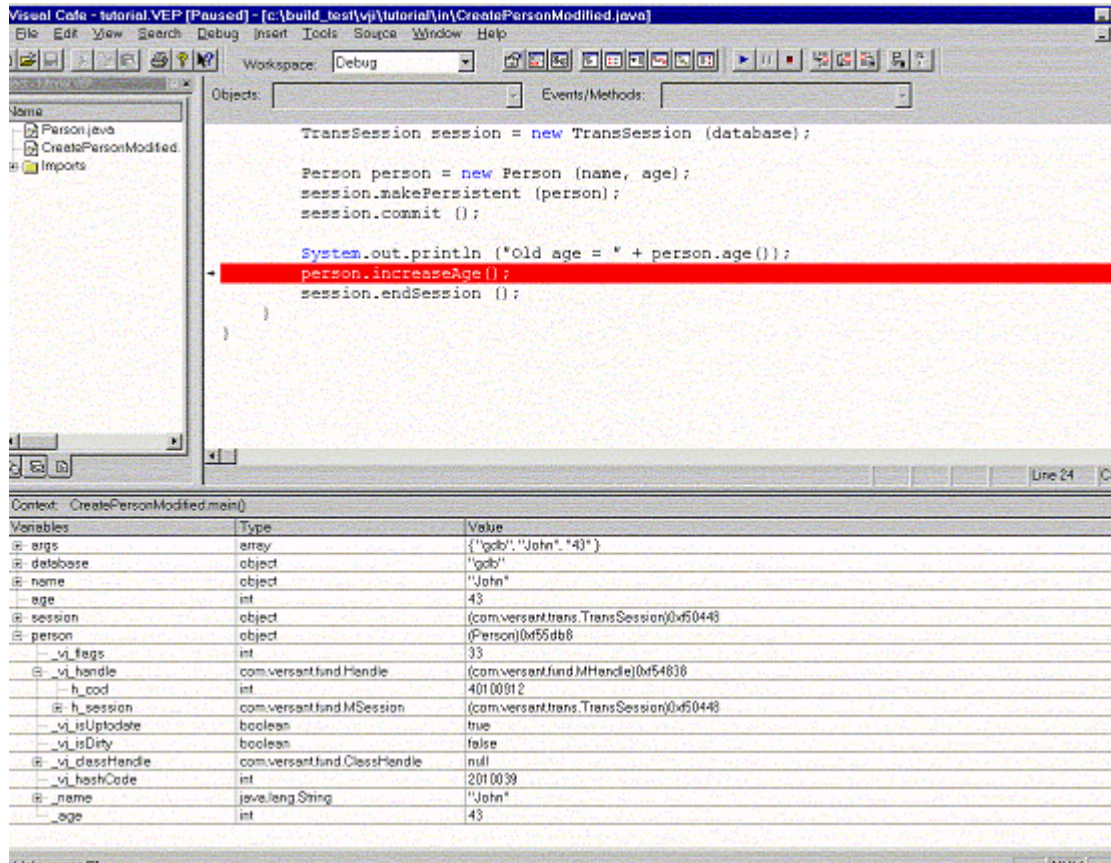 Visual Cafe - tutorial.VEP [Paused] - [c:\build_test\vji\tutorial\in\CreatePersonModified.java]
File Edit View Search Debug Insert Tools Source Window Help
Workspace: Debug
Objects: Events/Methods:
Name
Person.java
CreatePersonModified.
Imports
TransSession session = new TransSession (database);
Person person = new Person (name, age);
session.makePersistent (person);
session.commit ();
System.out.println ("Old age = " + person.age());
person.increaseAge();
session.endSession ();
}
}
Line 24
Context: CreatePersonModified.main()
Variables Type Value
args array {"gdb", "John", "43" }
database object "gdb"
name object "John"
age int 43
session object (com.versant.trans.TransSession)0xf50448
person object (Person)0xf55db8
_vj_flags int 33
_vj_handle com.versant.fund.Handle (com.versant.fund.MHandle)0xf54838
h_cod int 40100912
h_session com.versant.fund.MSession (com.versant.trans.TransSession)0xf50448
_vj_isUptodate boolean true
_vj_isDirty boolean false
_vj_classHandle com.versant.fund.ClassHandle null
_vj_hashCode int 2010039
_name java.lang.String "John"
_age int 43